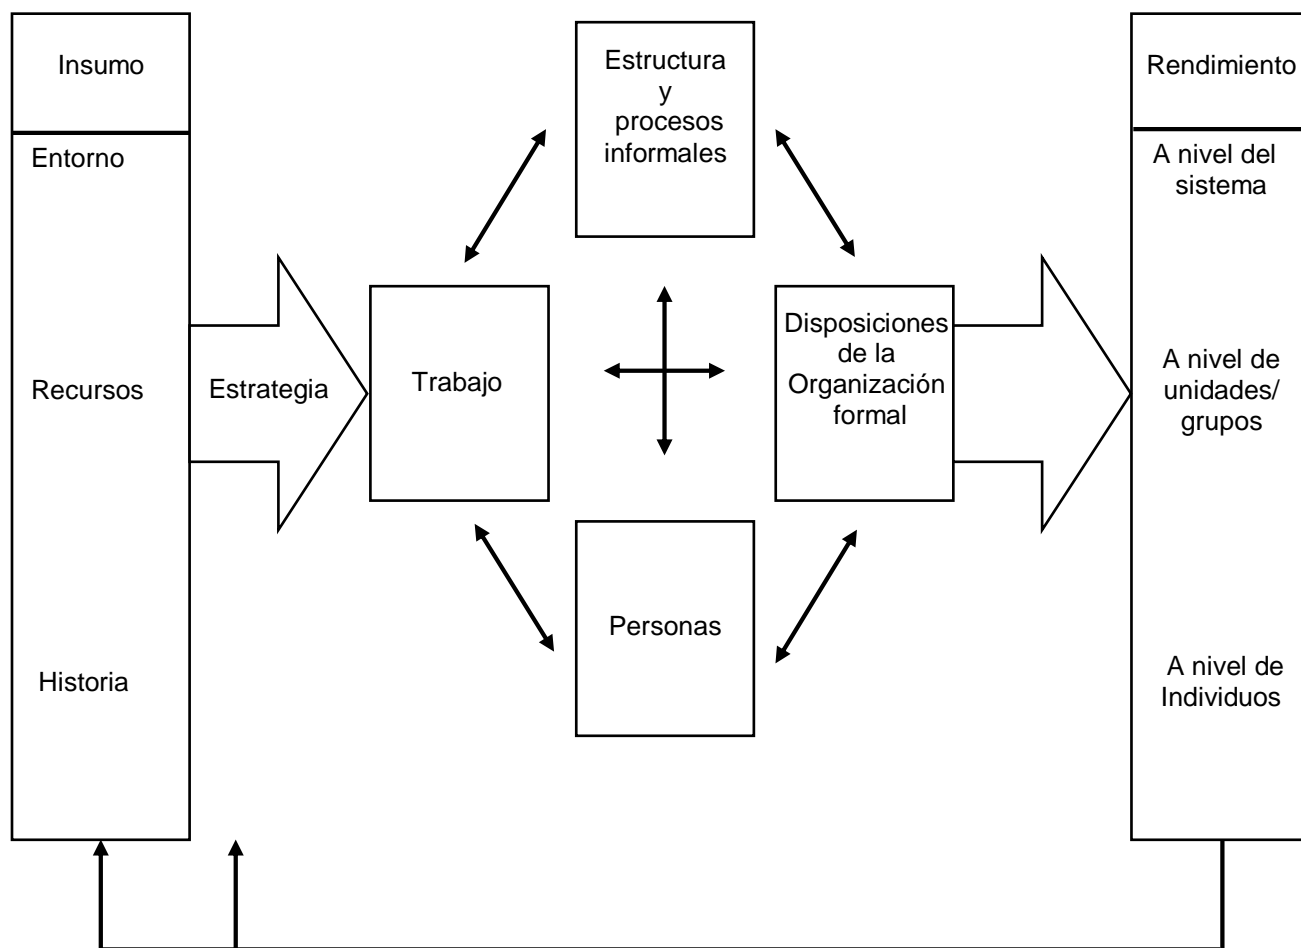 Insumo
Entorno
Recursos
Historia
Estrategia
Trabajo
Estructura
y
procesos
informales
Personas
Disposiciones
de la
Organización
formal
Rendimiento
A nivel del
sistema
A nivel de
unidades/
grupos
A nivel de
Individuos